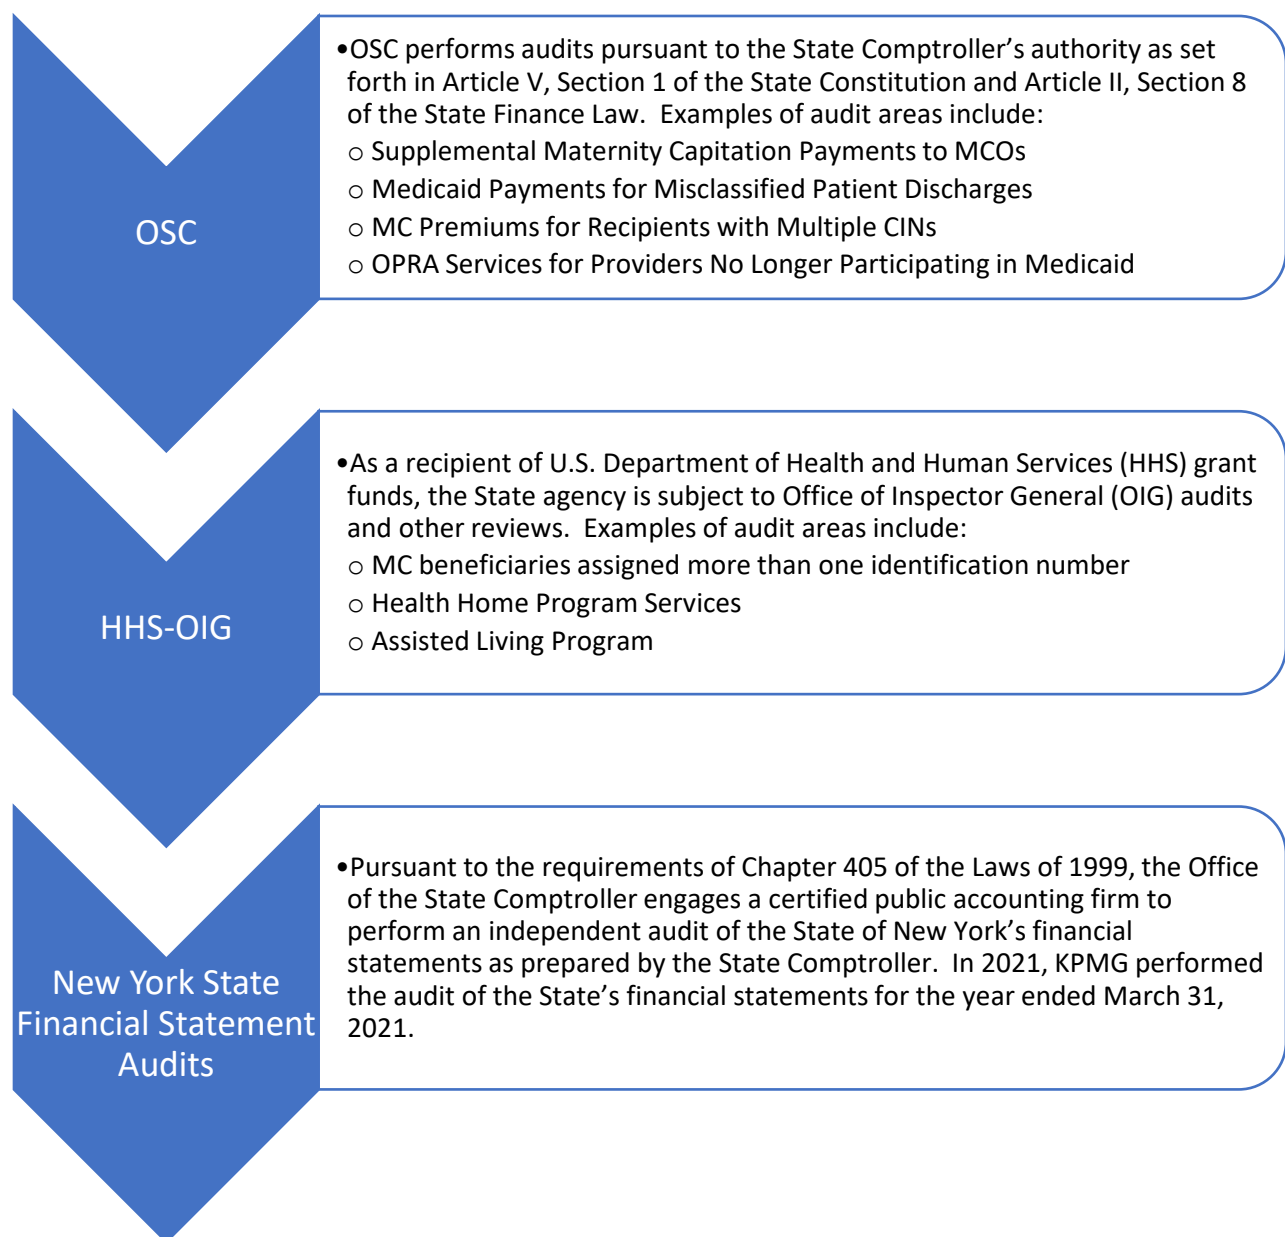 OSC
•OSC performs audits pursuant to the State Comptroller’s authority as set
forth in Article V, Section 1 of the State Constitution and Article II, Section 8
of the State Finance Law.  Examples of audit areas include:
o Supplemental Maternity Capitation Payments to MCOs
o Medicaid Payments for Misclassified Patient Discharges
o MC Premiums for Recipients with Multiple CINs
o OPRA Services for Providers No Longer Participating in Medicaid
HHS-OIG
•As a recipient of U.S. Department of Health and Human Services (HHS) grant
funds, the State agency is subject to Office of Inspector General (OIG) audits
and other reviews.  Examples of audit areas include:
o MC beneficiaries assigned more than one identification number
o Health Home Program Services
o Assisted Living Program
New York State
Financial Statement
Audits
•Pursuant to the requirements of Chapter 405 of the Laws of 1999, the Office
of the State Comptroller engages a certified public accounting firm to
perform an independent audit of the State of New York’s financial
statements as prepared by the State Comptroller.  In 2021, KPMG performed
the audit of the State’s financial statements for the year ended March 31,
2021.